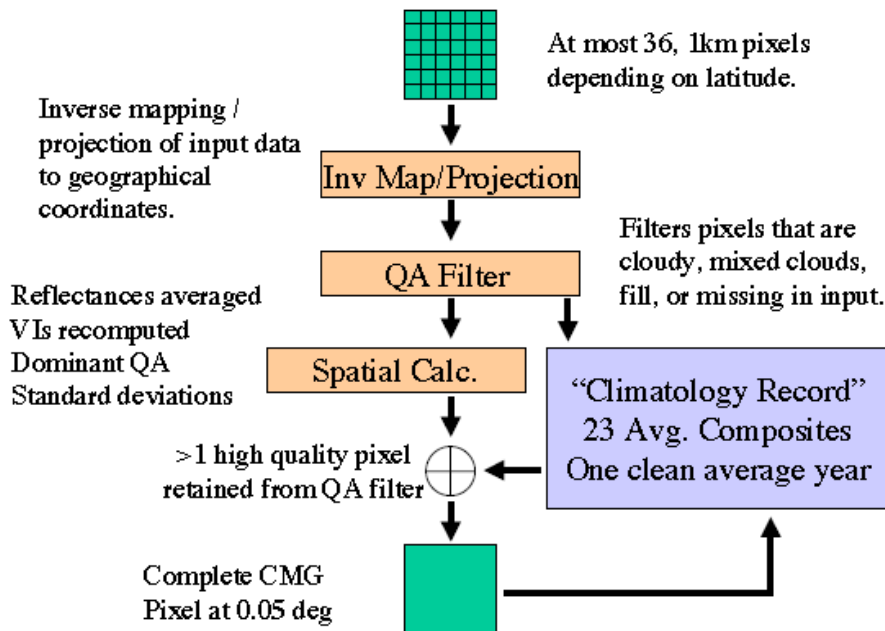 At most 36, 1km pixels
depending on latitude.
Inverse mapping /
projection of input data
to geographical
coordinates.
Inv Map/Projection
Filters pixels that are
cloudy, mixed clouds,
fill, or missing in input.
QA Filter
Reflectances averaged
VIs recomputed
Dominant QA
Standard deviations
Spatial Calc.
“Climatology Record”
23 Avg. Composites
One clean average year
>1 high quality pixel
retained from QA filter
Complete CMG
Pixel at 0.05 deg